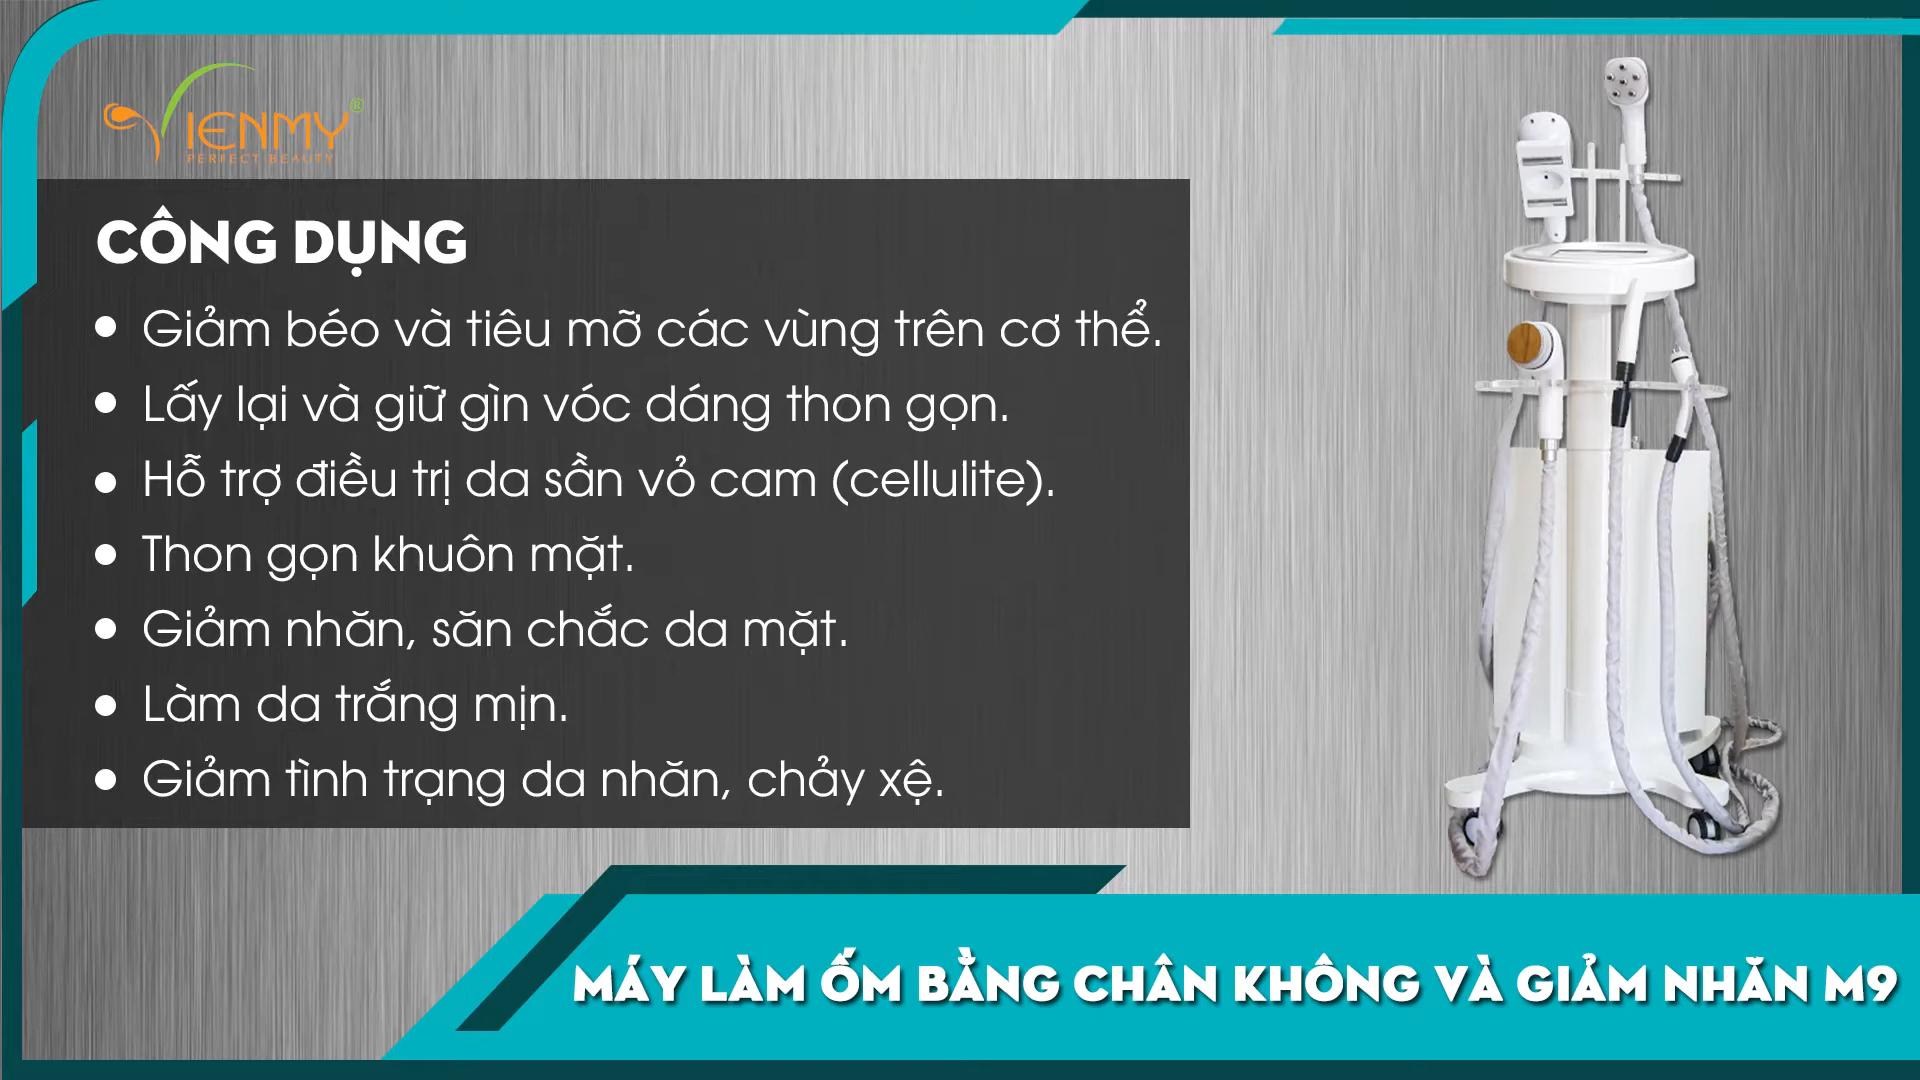 VIENMY®
PERFECT BEAUTY
CÔNG DỤNG
Giảm béo và tiêu mỡ các vùng trên cơ thể.
Lấy lại và giữ gìn vóc dáng thon gọn.
Hỗ trợ điều trị da sần vỏ cam (cellulite).
Thon gọn khuôn mặt.
Giảm nhăn, săn chắc da mặt.
Làm da trắng mịn.
Giảm tình trạng da nhăn, chảy xệ.
MÁY LÀM ỐM BẰNG CHÂN KHÔNG VÀ GIẢM NHĂN M9